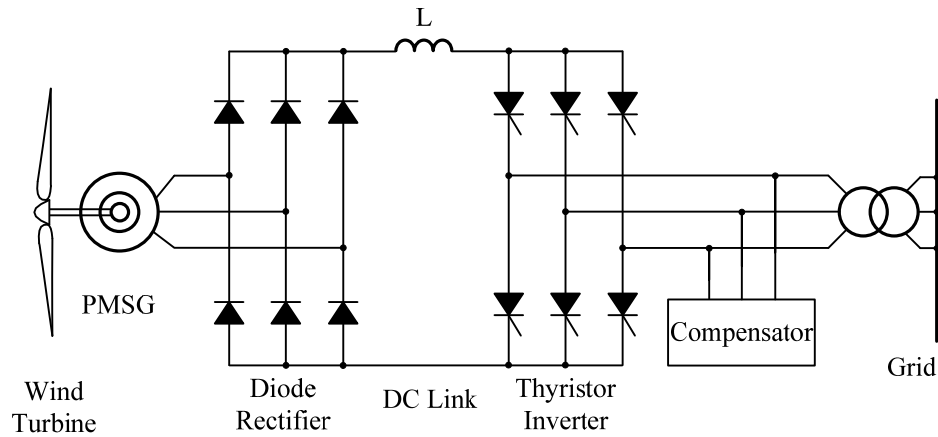 L
PMSG
Compensator
Wind
Turbine
Diode
Rectifier
DC Link
Thyristor
Inverter
Grid